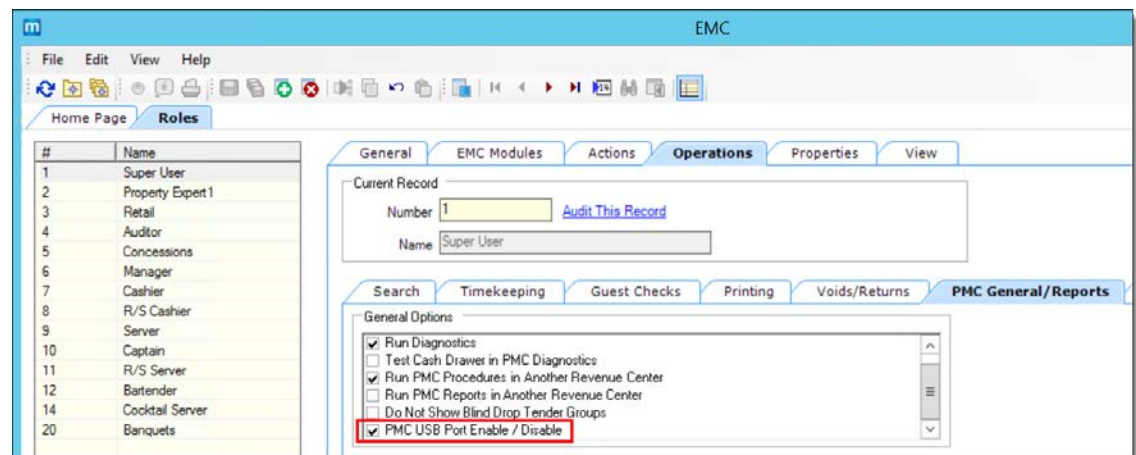 m EMC
File Edit View Help
Home Page Roles
# Name
1 Super User
2 Property Expert1
3 Retail
4 Auditor
5 Concessions
6 Manager
7 Cashier
8 R/S Cashier
9 Server
10 Captain
11 R/S Server
12 Bartender
14 Cocktail Server
20 Banquets
General EMC Modules Actions Operations Properties View
Current Record
Number 1 Audit This Record
Name Super User
Search Timekeeping Guest Checks Printing Voids/Returns PMC General/Reports
General Options
Run Diagnostics
Test Cash Drawer in PMC Diagnostics
Run PMC Procedures in Another Revenue Center
Run PMC Reports in Another Revenue Center
Do Not Show Blind Drop Tender Groups
PMC USB Port Enable / Disable